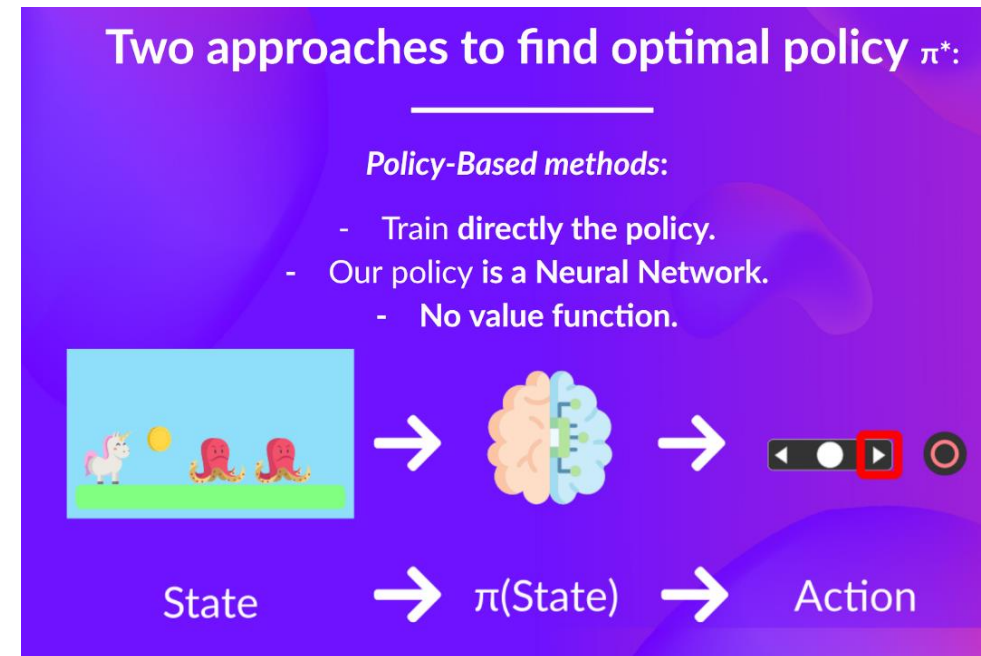 Two approaches to find optimal policy π*:
Policy-Based methods:
- Train directly the policy.
- Our policy is a Neural Network.
- No value function.
State → π(State) → Action